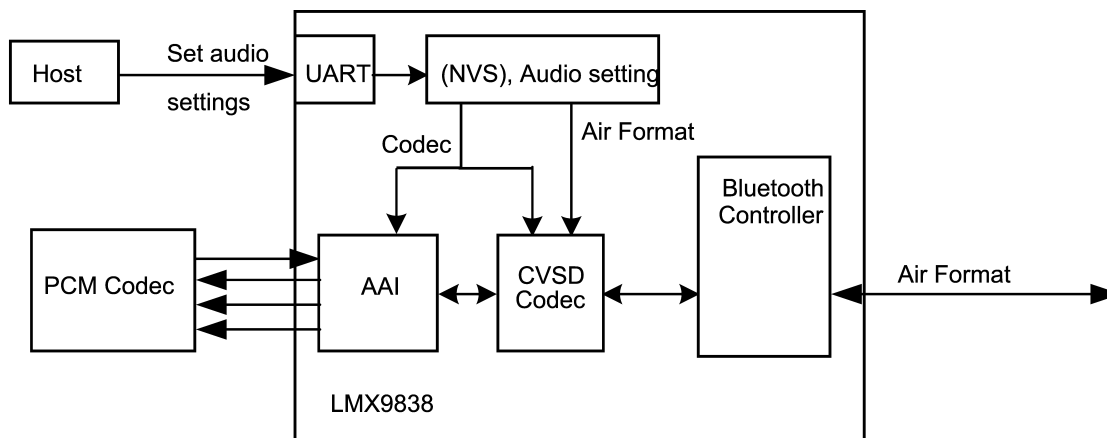 Host
Set audio
settings
UART
(NVS), Audio setting
Codec
Air Format
Bluetooth
Controller
PCM Codec
AAI
CVSD
Codec
Air Format
LMX9838